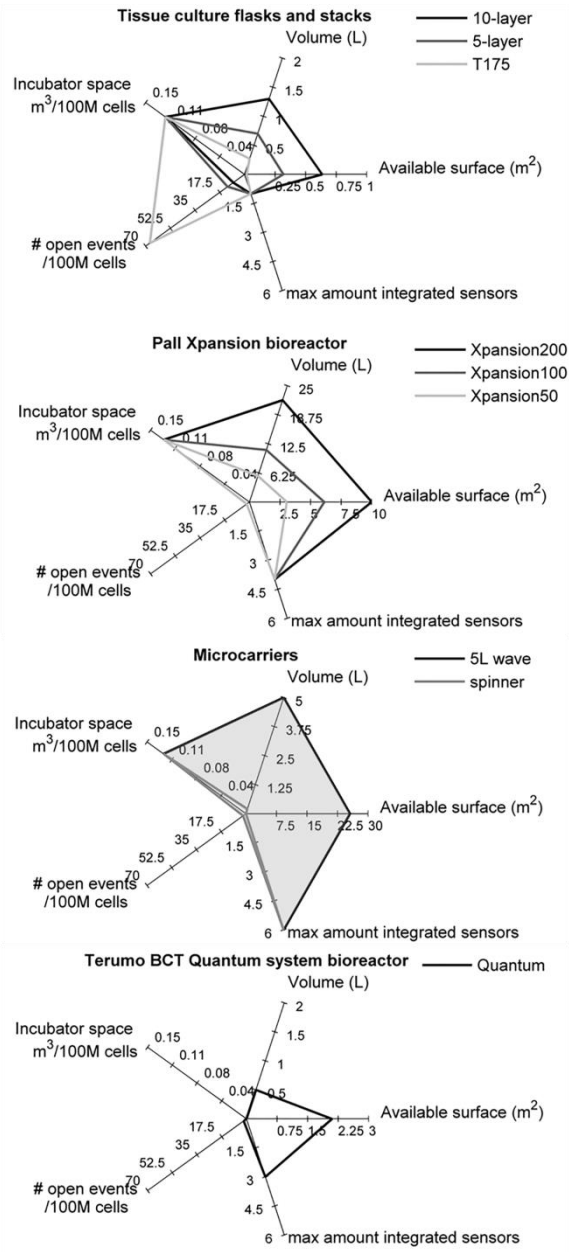 Tissue culture flasks and stacks
10-layer
5-layer
T175
Volume (L)
2
1.5
1
0.5
Incubator space
m³/100M cells
0.15
0.11
0.08
0.04
Available surface (m²)
0.25 0.5 0.75 1
17.5
35
52.5
70
# open events
/100M cells
1.5
3
4.5
6
max amount integrated sensors
Pall Xpansion bioreactor
Xpansion200
Xpansion100
Xpansion50
Volume (L)
25
18.75
12.5
6.25
Incubator space
m³/100M cells
0.15
0.11
0.08
0.04
Available surface (m²)
2.5 5 7.5 10
17.5
35
52.5
70
# open events
/100M cells
1.5
3
4.5
6
max amount integrated sensors
Microcarriers
5L wave
spinner
Volume (L)
5
3.75
2.5
1.25
Incubator space
m³/100M cells
0.15
0.11
0.08
0.04
Available surface (m²)
7.5 15 22.5 30
17.5
35
52.5
70
# open events
/100M cells
1.5
3
4.5
6
max amount integrated sensors
Terumo BCT Quantum system bioreactor
Quantum
Volume (L)
2
1.5
1
0.5
Incubator space
m³/100M cells
0.15
0.11
0.08
0.04
Available surface (m²)
0.75 1.5 2.25 3
17.5
35
52.5
70
# open events
/100M cells
1.5
3
4.5
6
max amount integrated sensors